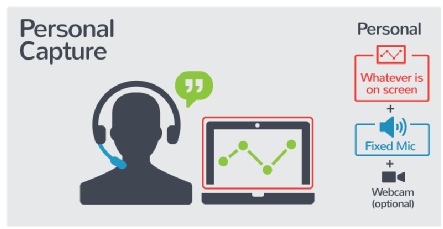 Personal
Capture
Personal
Whatever is
on screen
+
Fixed Mic
+
Webcam
(optional)